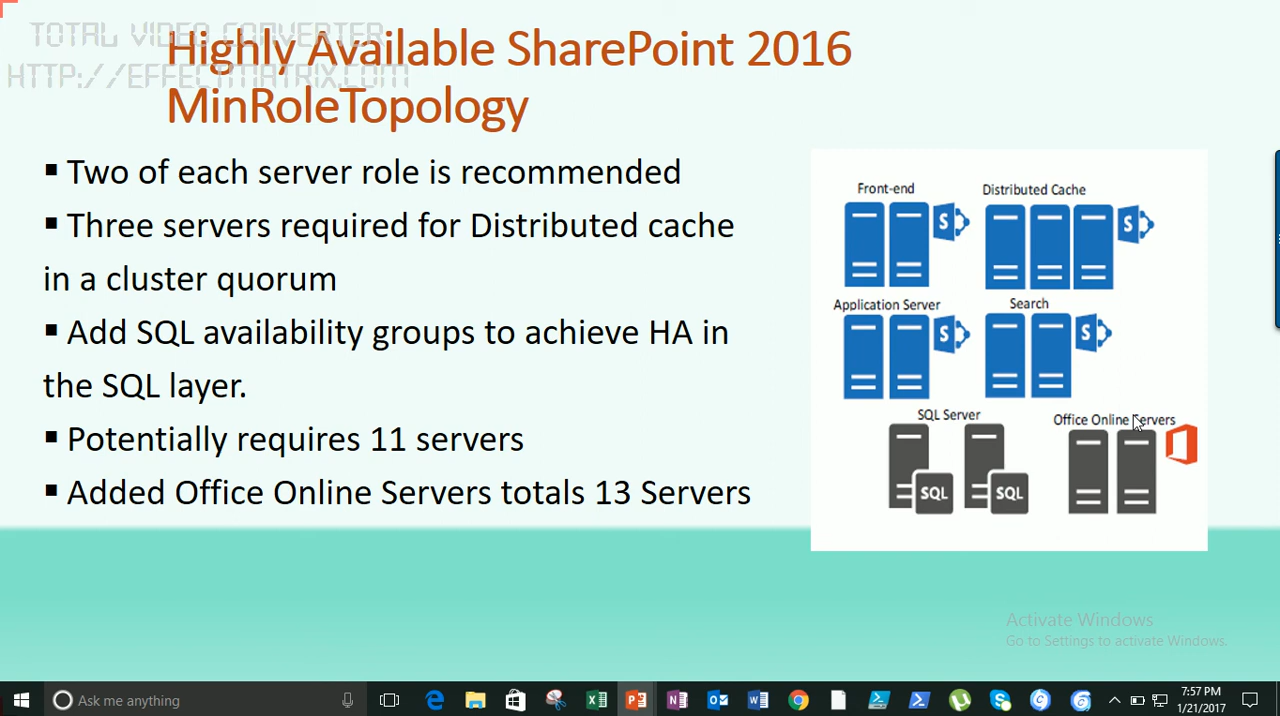 TOTAL VIDEO CONVERTER
HTTP://EFFECTMATRIX.COM
Highly Available SharePoint 2016
MinRoleTopology
▪ Two of each server role is recommended
▪ Three servers required for Distributed cache
in a cluster quorum
▪ Add SQL availability groups to achieve HA in
the SQL layer.
▪ Potentially requires 11 servers
▪ Added Office Online Servers totals 13 Servers
Front-end
Distributed Cache
S
S
Application Server
Search
S
S
SQL Server
Office Online Servers
SQL
SQL
Activate Windows
Go to Settings to activate Windows.
Ask me anything
7:57 PM
1/21/2017